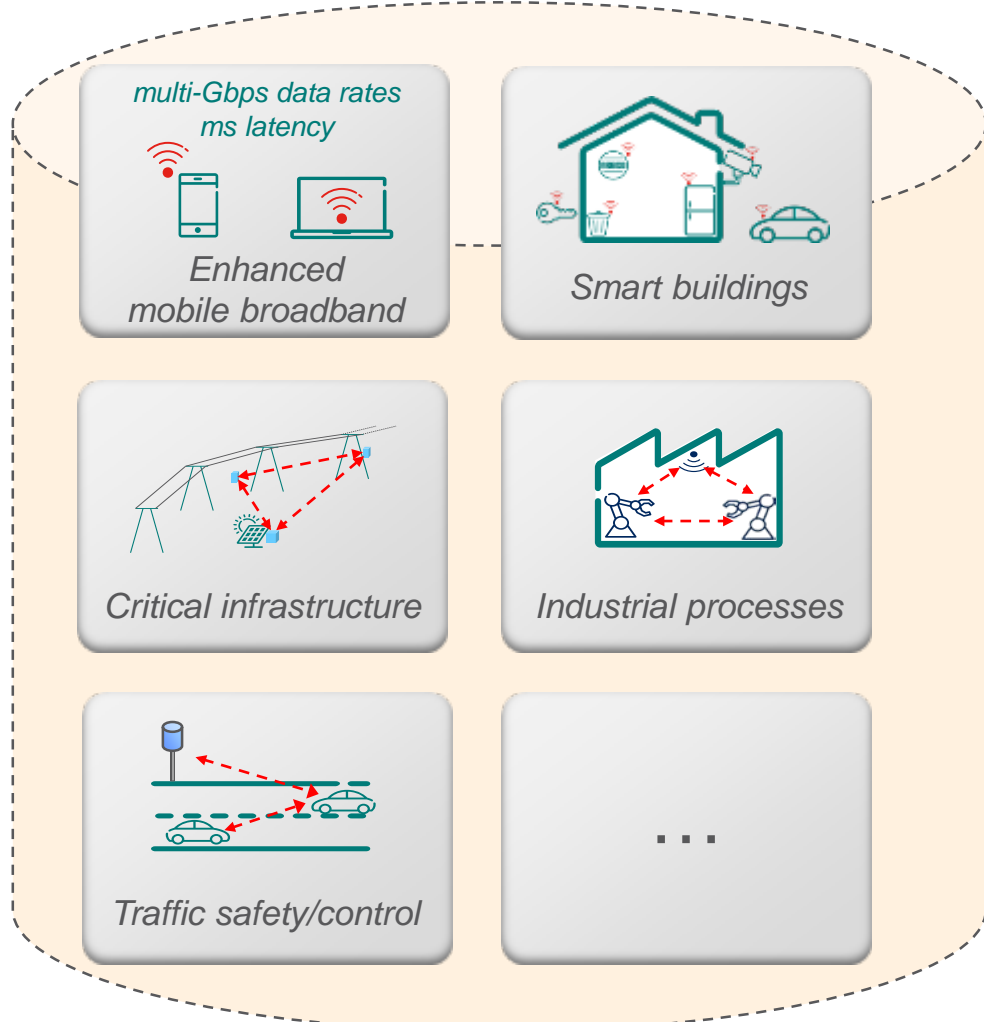 multi-Gbps data rates
ms latency
Enhanced
mobile broadband
Smart buildings
Critical infrastructure
Industrial processes
Traffic safety/control
...